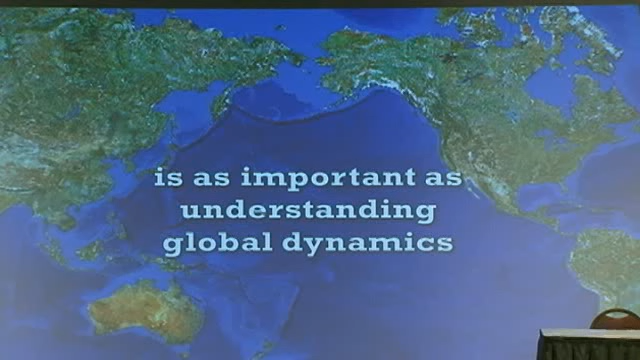 is as important as
understanding
global dynamics